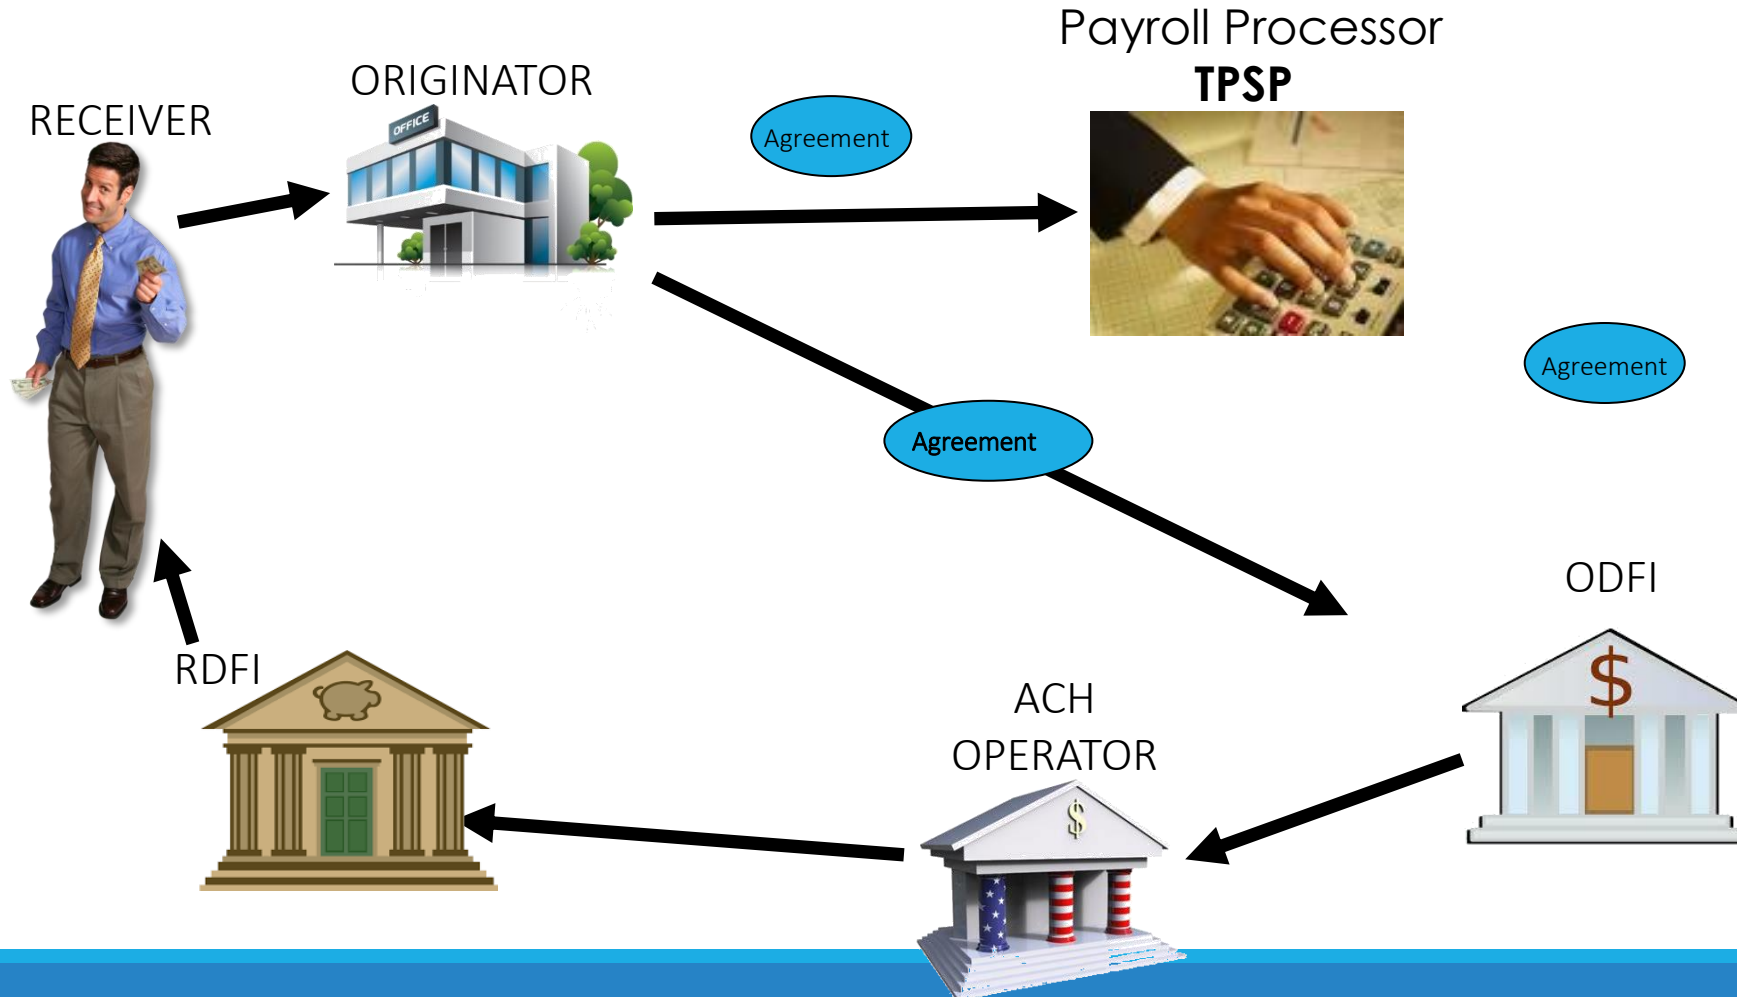 Payroll Processor
TPSP
ORIGINATOR
RECEIVER
OFFICE
Agreement
Agreement
Agreement
ODFI
RDFI
ACH
OPERATOR
$
$